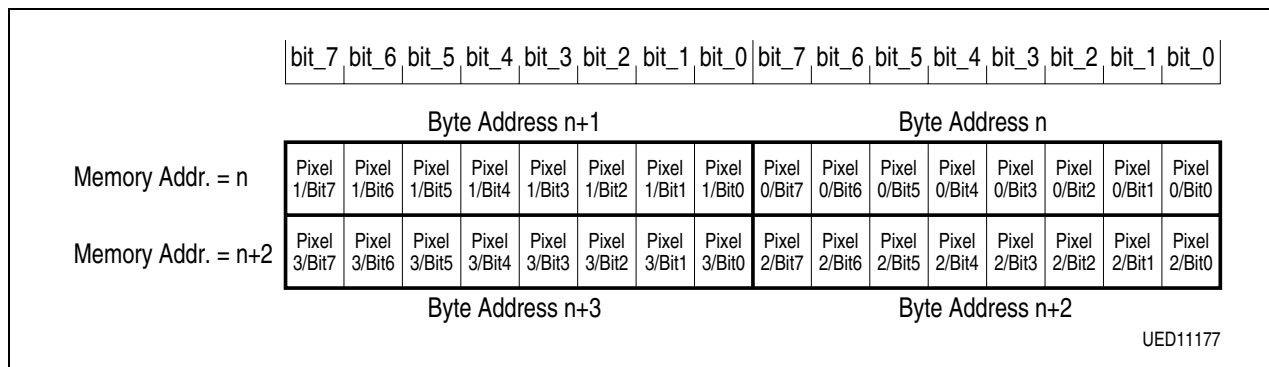 bit_7 bit_6 bit_5 bit_4 bit_3 bit_2 bit_1 bit_0 bit_7 bit_6 bit_5 bit_4 bit_3 bit_2 bit_1 bit_0
Byte Address n+1 Byte Address n
Memory Addr. = n
Pixel Pixel Pixel Pixel Pixel Pixel Pixel Pixel Pixel Pixel Pixel Pixel Pixel Pixel Pixel Pixel
1/Bit7 1/Bit6 1/Bit5 1/Bit4 1/Bit3 1/Bit2 1/Bit1 1/Bit0 0/Bit7 0/Bit6 0/Bit5 0/Bit4 0/Bit3 0/Bit2 0/Bit1 0/Bit0
Memory Addr. = n+2
Pixel Pixel Pixel Pixel Pixel Pixel Pixel Pixel Pixel Pixel Pixel Pixel Pixel Pixel Pixel Pixel
3/Bit7 3/Bit6 3/Bit5 3/Bit4 3/Bit3 3/Bit2 3/Bit1 3/Bit0 2/Bit7 2/Bit6 2/Bit5 2/Bit4 2/Bit3 2/Bit2 2/Bit1 2/Bit0
Byte Address n+3 Byte Address n+2
UED11177